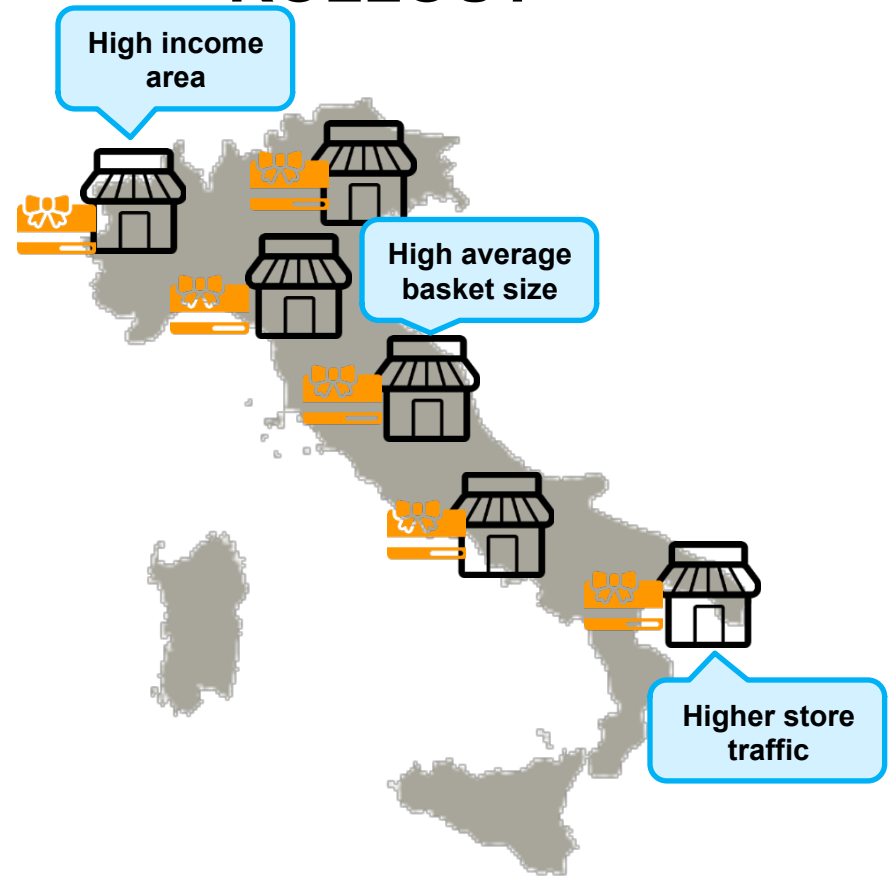 High income
area
High average
basket size
Higher store
traffic